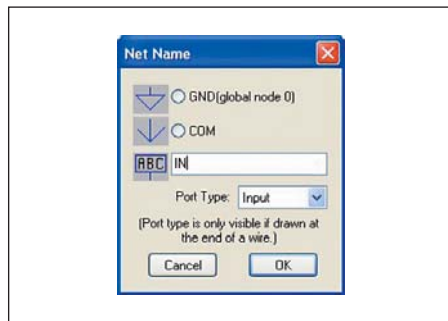 Net Name
GND(global node 0)
COM
ABC IN
Port Type: Input
(Port type is only visible if drawn at
the end of a wire.)
Cancel OK